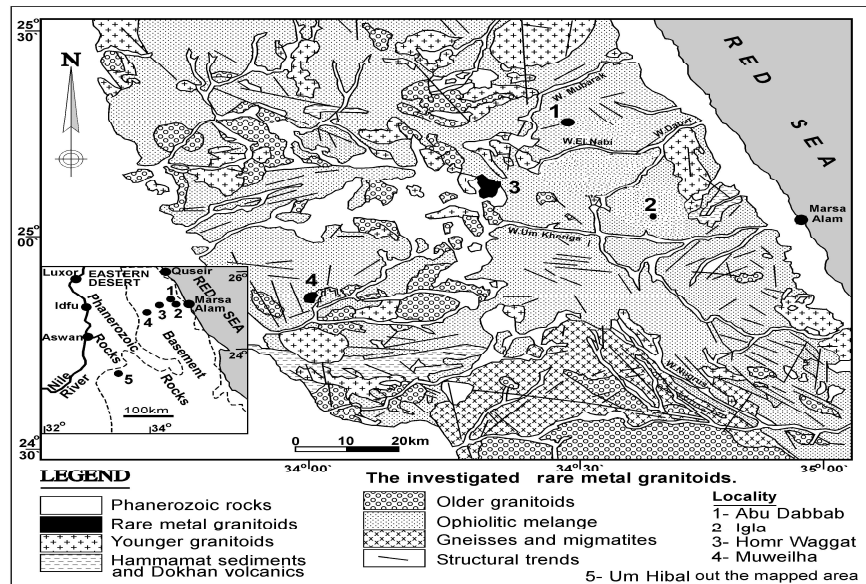 25°
30'
N
RED SEA
W. Mubarak
1
W.El Nabi
W.Dabur
3
2
Marsa
Alam
25°
00'
W.Um Kheriga
4
W.Nugrus
24°
30'
Luxor
EASTERN
DESERT
Quseir
26°
RED SEA
Idfu
1
2
3
4
Marsa
Alam
Phanerozoic
Rocks
Basement
Rocks
Aswan
24°
5
Nile
River
100km
32°
34°
0 10 20km
34° 00'
34° 30'
35° 00'
LEGEND
The investigated rare metal granitoids.
Phanerozoic rocks
Rare metal granitoids
Younger granitoids
Hammamat sediments
and Dokhan volcanics
Older granitoids
Ophiolitic melange
Gneisses and migmatites
Structural trends
Locality
1- Abu Dabbab
2 Igla
3- Homr Waggat
4- Muweilha
5- Um Hibal out the mapped area